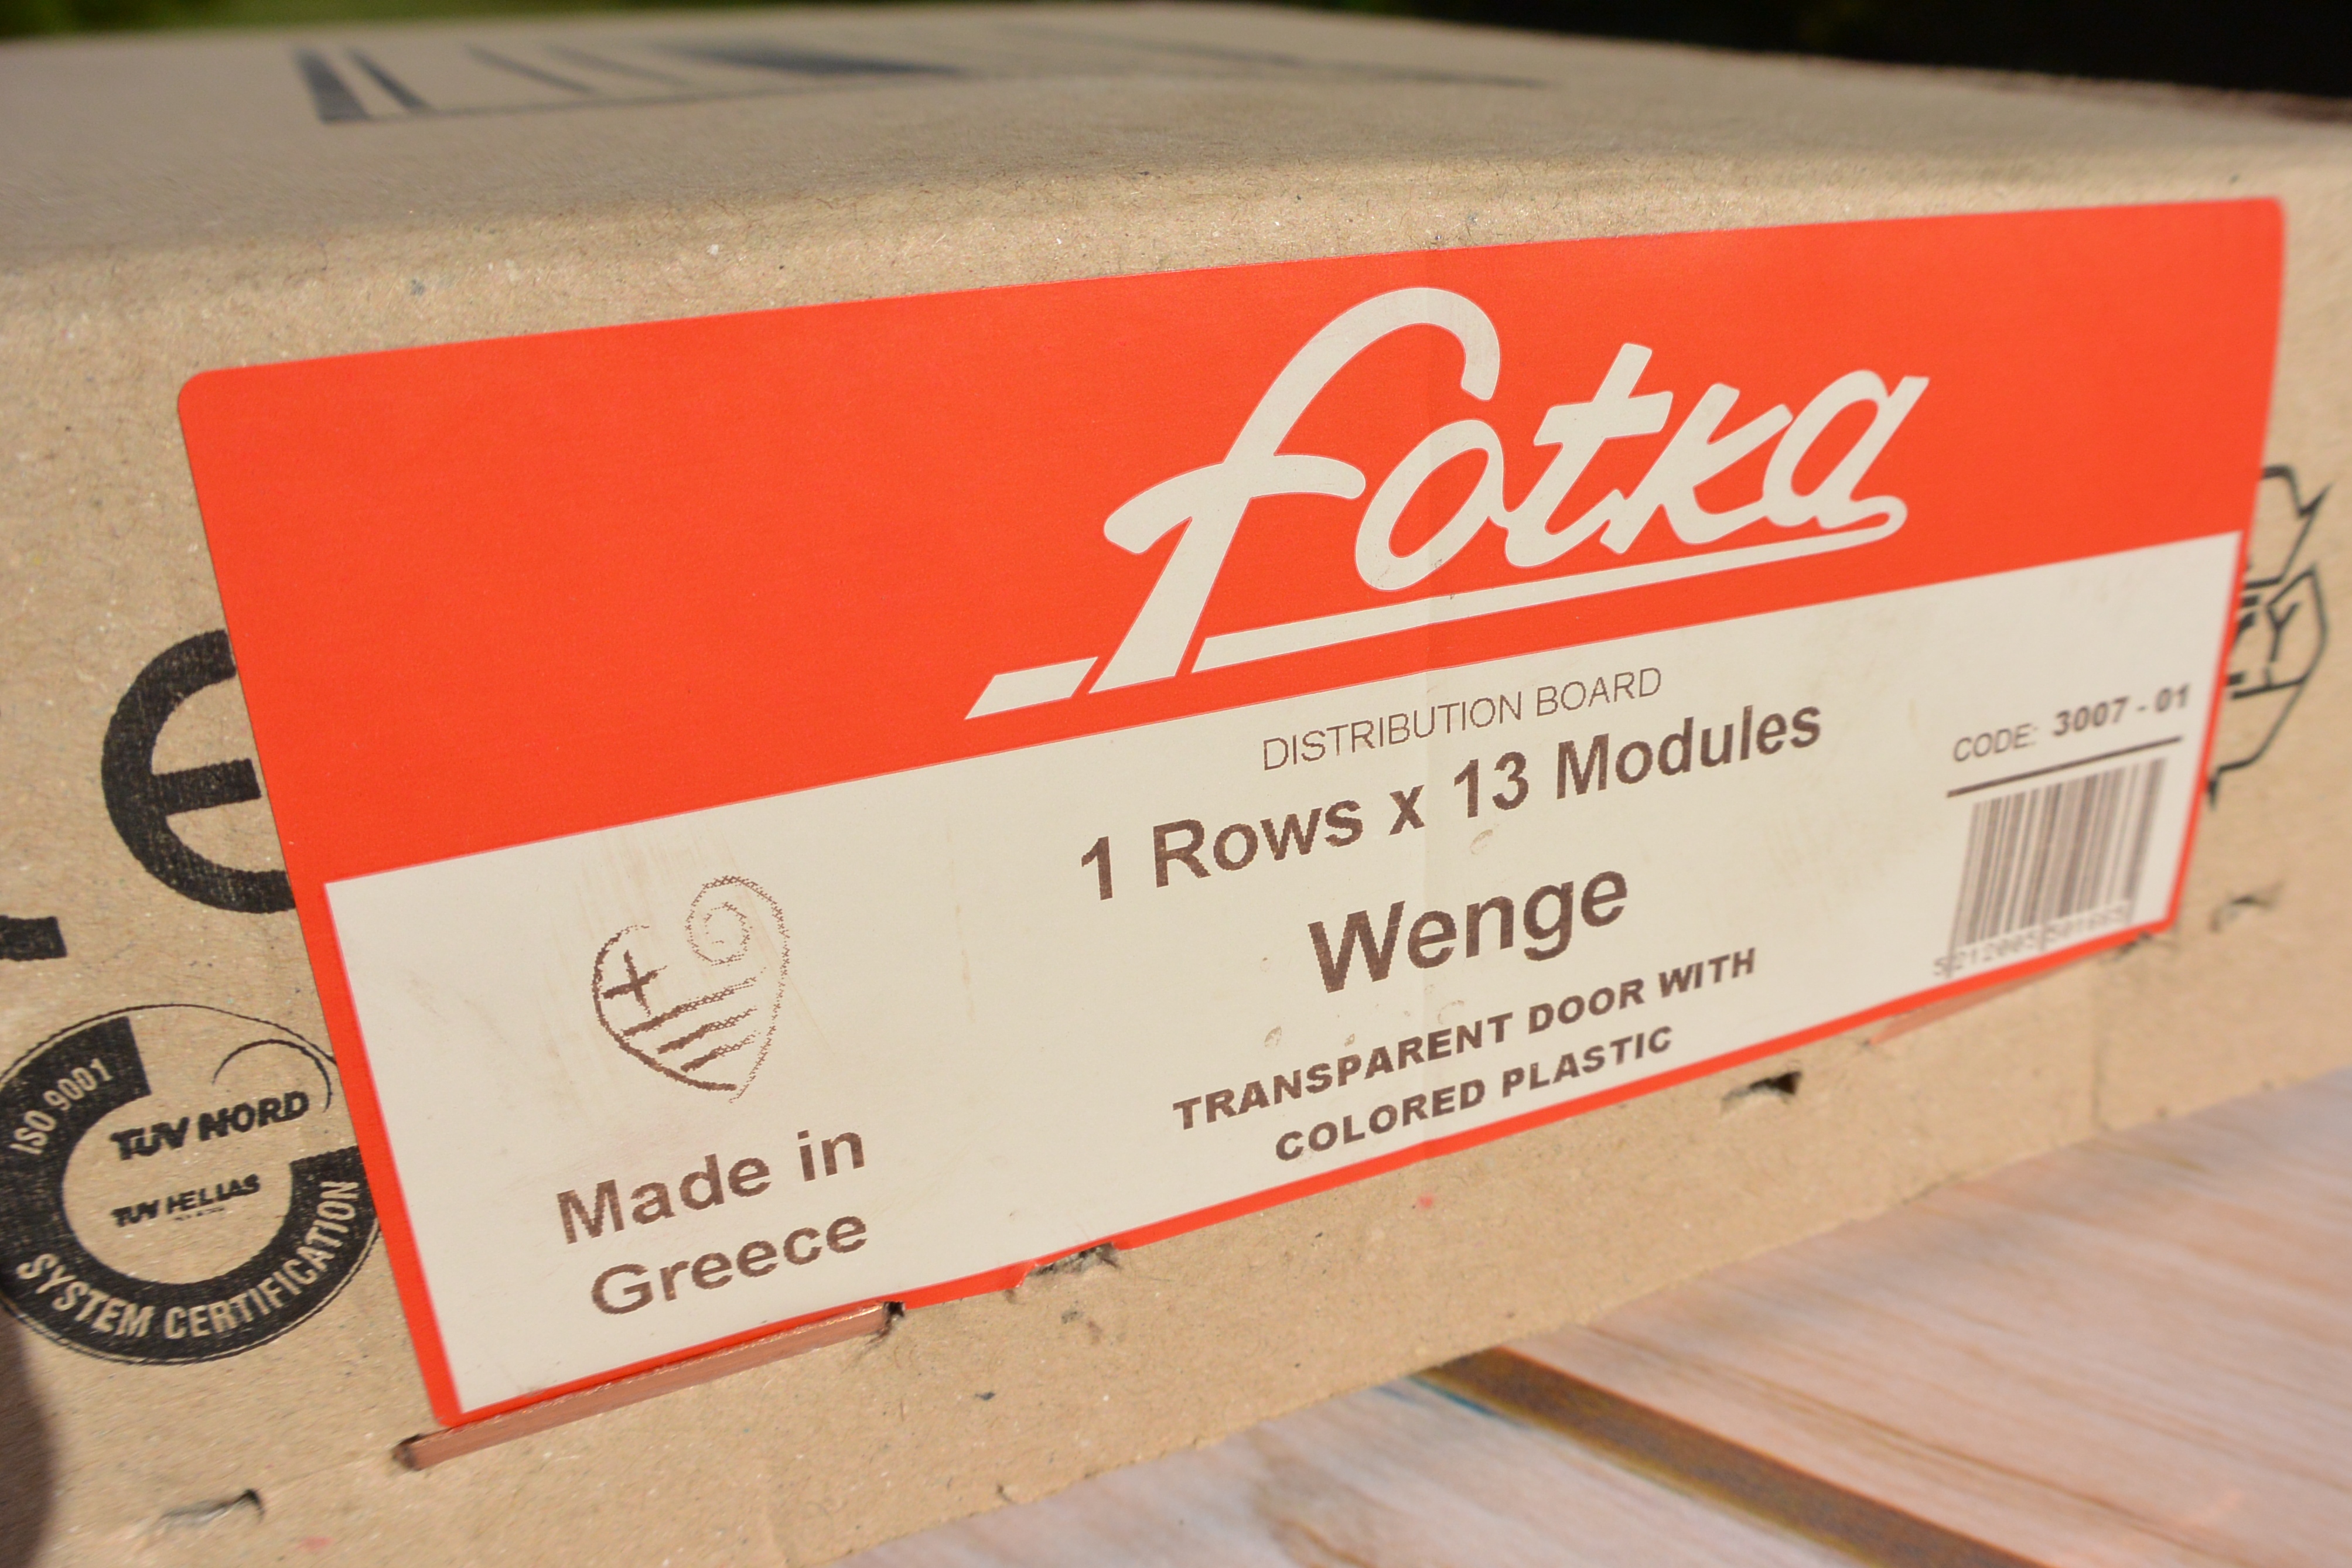 fotka
DISTRIBUTION BOARD
1 Rows x 13 Modules
Wenge
TRANSPARENT DOOR WITH
COLORED PLASTIC
CODE: 3007 - 01
Made in
Greece
CE
ISO 9001
TUV NORD
TUV HELLAS
SYSTEM CERTIFICATION